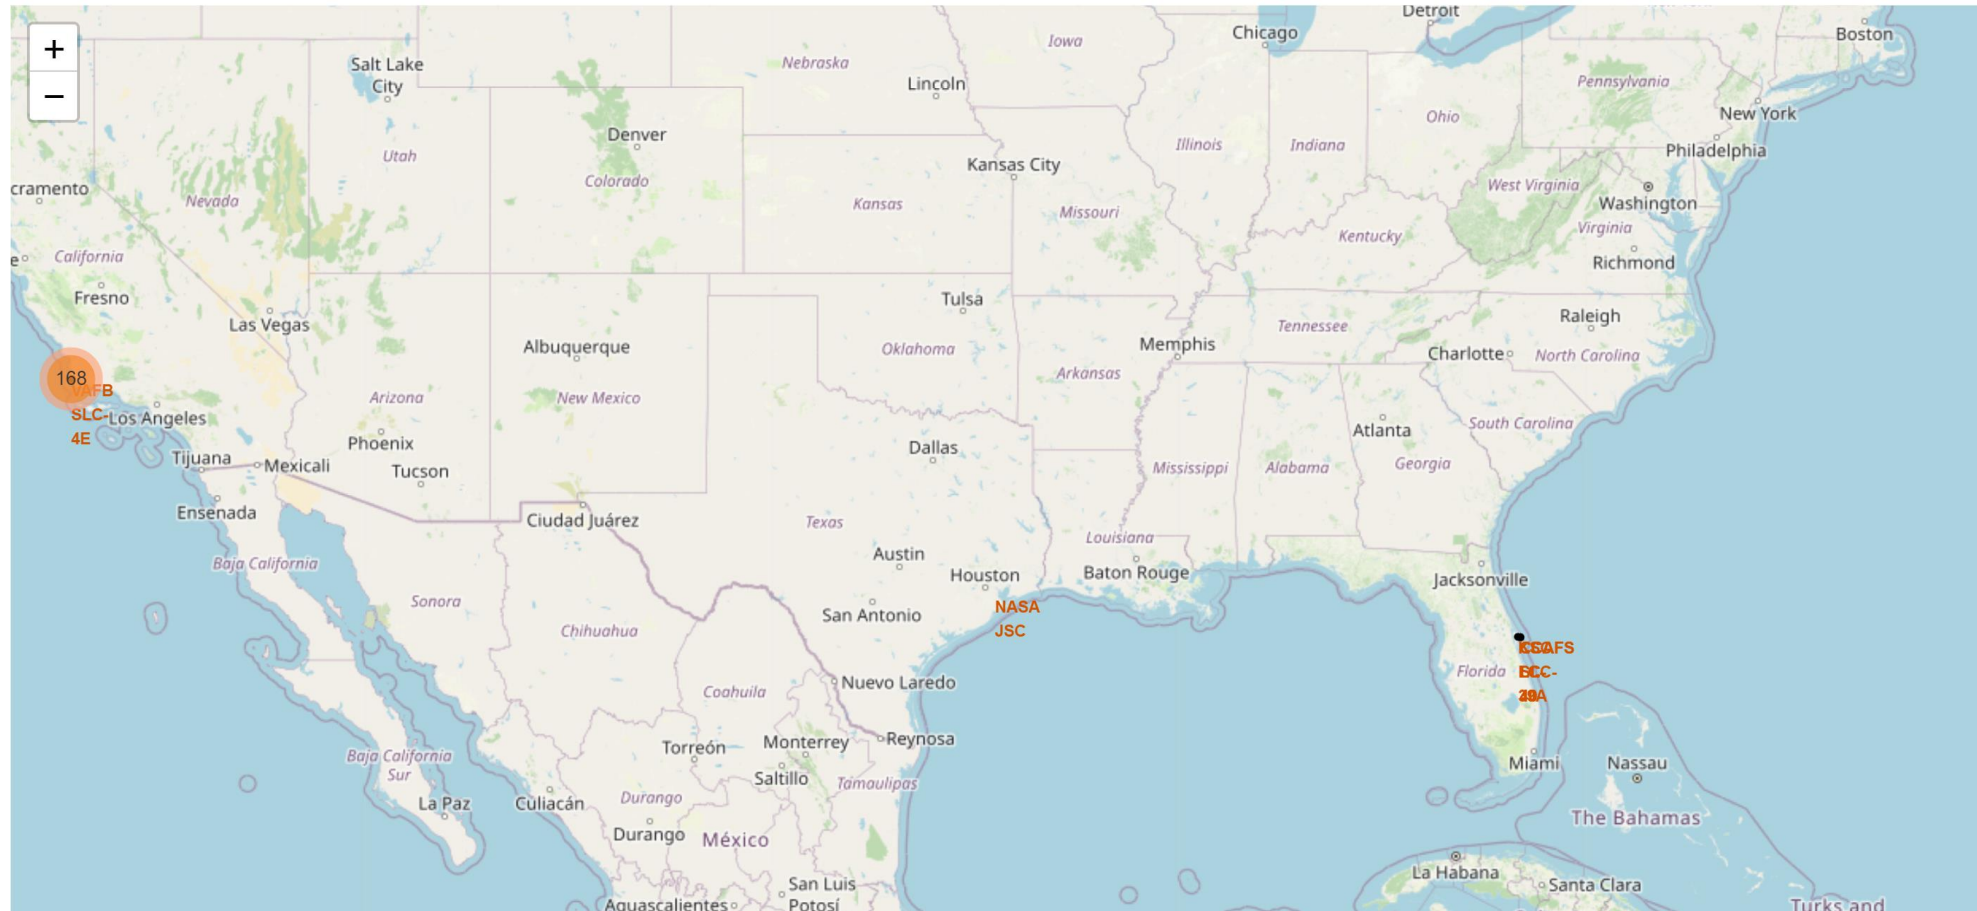 Detroit
+
Chicago
Boston
Iowa
Salt Lake
City
Nebraska
Lincoln
Pennsylvania
−
New York
Ohio
Denver
Illinois
Indiana
Philadelphia
Utah
Kansas City
Colorado
cramento
West Virginia
Nevada
Kansas
Washington
Missouri
Virginia
Kentucky
California
e
Richmond
Fresno
Tulsa
Las Vegas
Raleigh
Tennessee
Albuquerque
Oklahoma
Memphis
Charlotte
North Carolina
Arkansas
168
VAFB
SLC-
4E
Arizona
New Mexico
Los Angeles
South Carolina
Atlanta
Phoenix
Dallas
Tijuana
Mexicali
Tucson
Mississippi
Alabama
Georgia
Ensenada
Ciudad Juárez
Texas
Louisiana
Austin
Baja California
Houston
Baton Rouge
Jacksonville
Sonora
NASA
JSC
San Antonio
Chihuahua
Florida
Nuevo Laredo
Coahuila
Reynosa
Torreón
Monterrey
Baja California
Sur
Saltillo
Tamaulipas
Miami
Nassau
La Paz
Culiacán
Durango
The Bahamas
Durango
México
La Habana
San Luis
Potosí
Santa Clara
Aguascalientes
Turks and